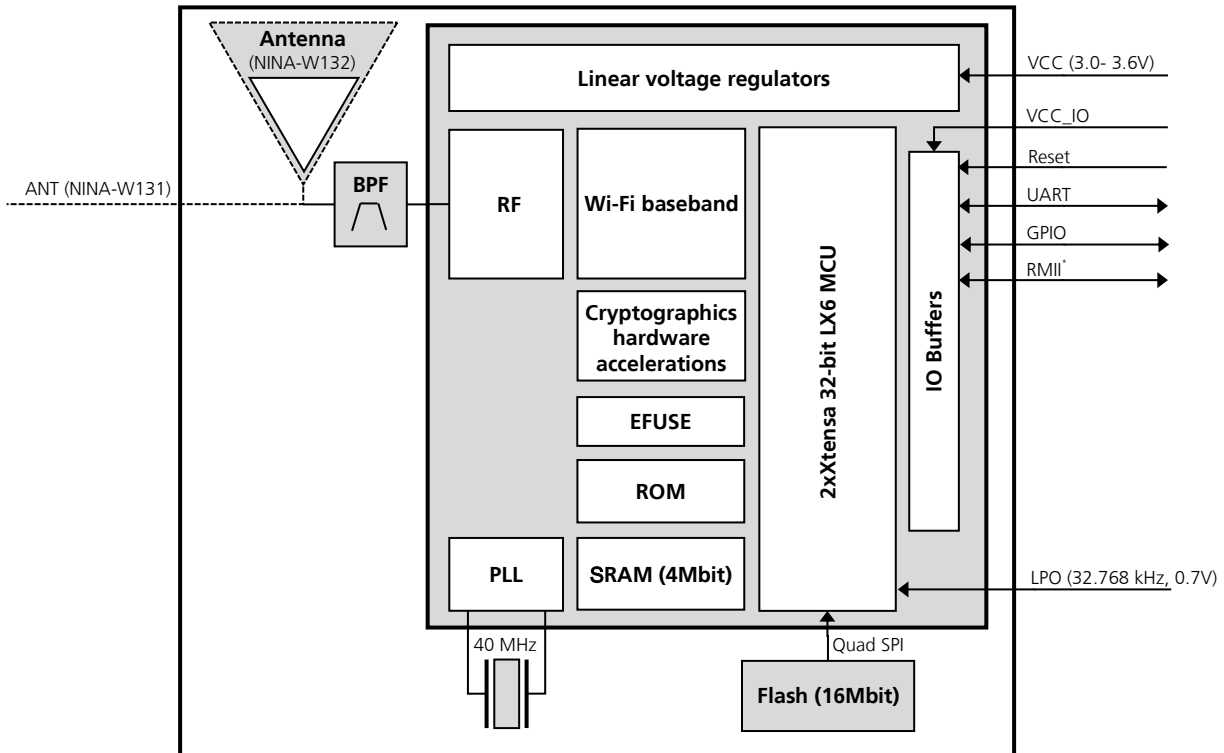 Antenna
(NINA-W132)
Linear voltage regulators
VCC (3.0- 3.6V)
VCC_IO
Reset
ANT (NINA-W131)
BPF
RF
Wi-Fi baseband
UART
GPIO
RMII*
Cryptographics
hardware
accelerations
2xXtensa 32-bit LX6 MCU
IO Buffers
EFUSE
ROM
PLL
SRAM (4Mbit)
LPO (32.768 kHz, 0.7V)
40 MHz
Quad SPI
Flash (16Mbit)